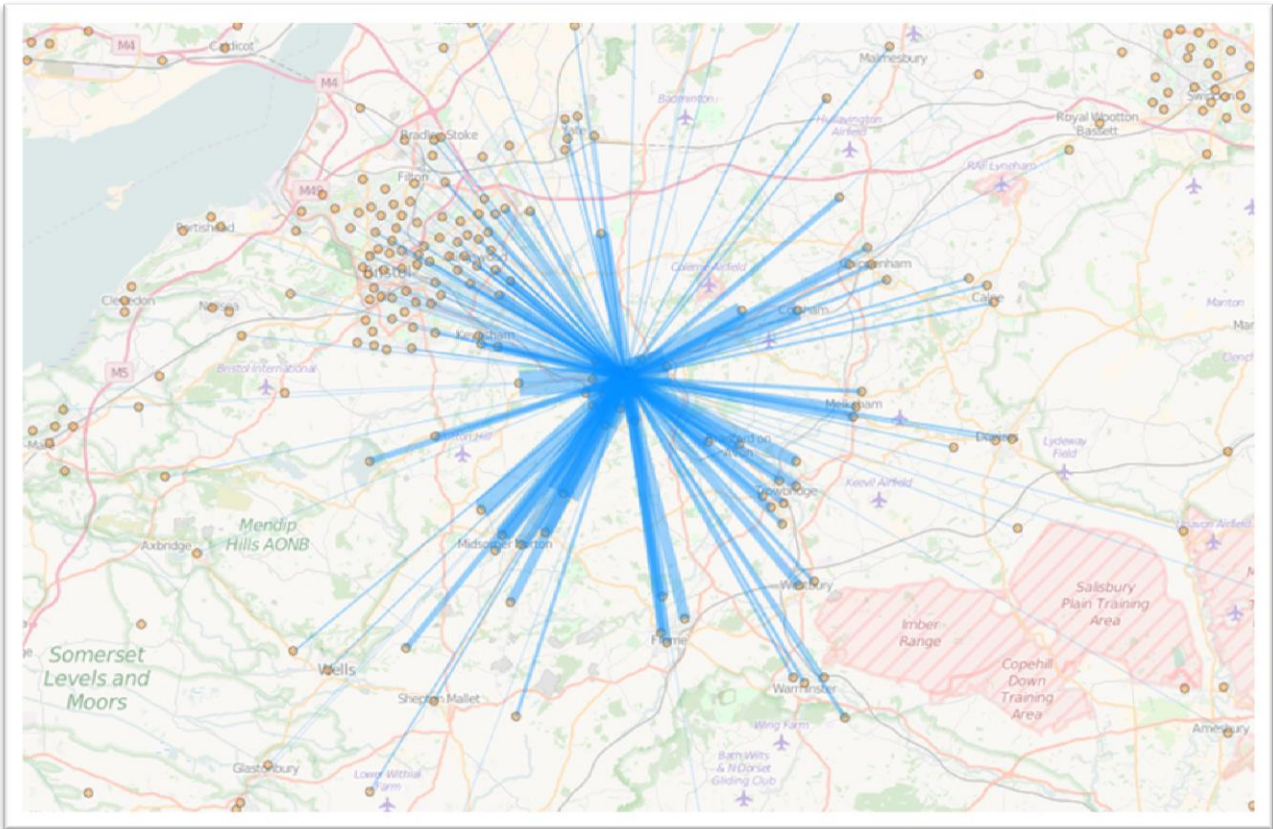 M4
Caldicot
M4
Malmesbury
Badminton
Hullavington
Airfield
Royal Wootton
Bassett
Bradley Stoke
Yate
Filton
M49
RAF Lyneham
Portishead
Bristol
Chippenham
Colerne Airfield
Clevedon
Nailsea
Corsham
Calne
Manton
Keynsham
M5
Bristol International
Melksham
Devizes
Lydeway
Field
Keevil Airfield
Trowbridge
Upavon Airfield
Mendip
Hills AONB
Axbridge
Midsomer Norton
Westbury
Salisbury
Plain Training
Area
Imber
Range
Frome
Somerset
Levels and
Moors
Wells
Copehill
Down
Training
Area
Shepton Mallet
Warminster
Wing Farm
Amesbury
Glastonbury
Lower Withial
Farm
Bath Wilts
& N Dorset
Gliding Club